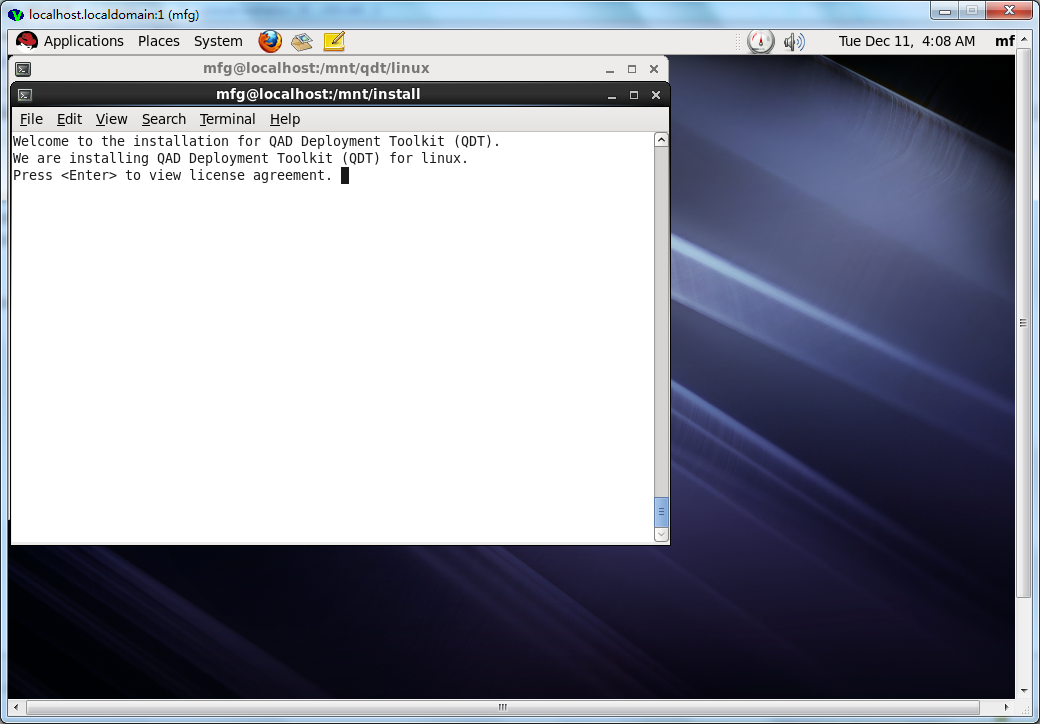 localhost.localdomain:1 (mfg)
Applications Places System Tue Dec 11, 4:08 AM mf
mfg@localhost:/mnt/qdt/linux
mfg@localhost:/mnt/install
File Edit View Search Terminal Help
Welcome to the installation for QAD Deployment Toolkit (QDT).
We are installing QAD Deployment Toolkit (QDT) for linux.
Press <Enter> to view license agreement.